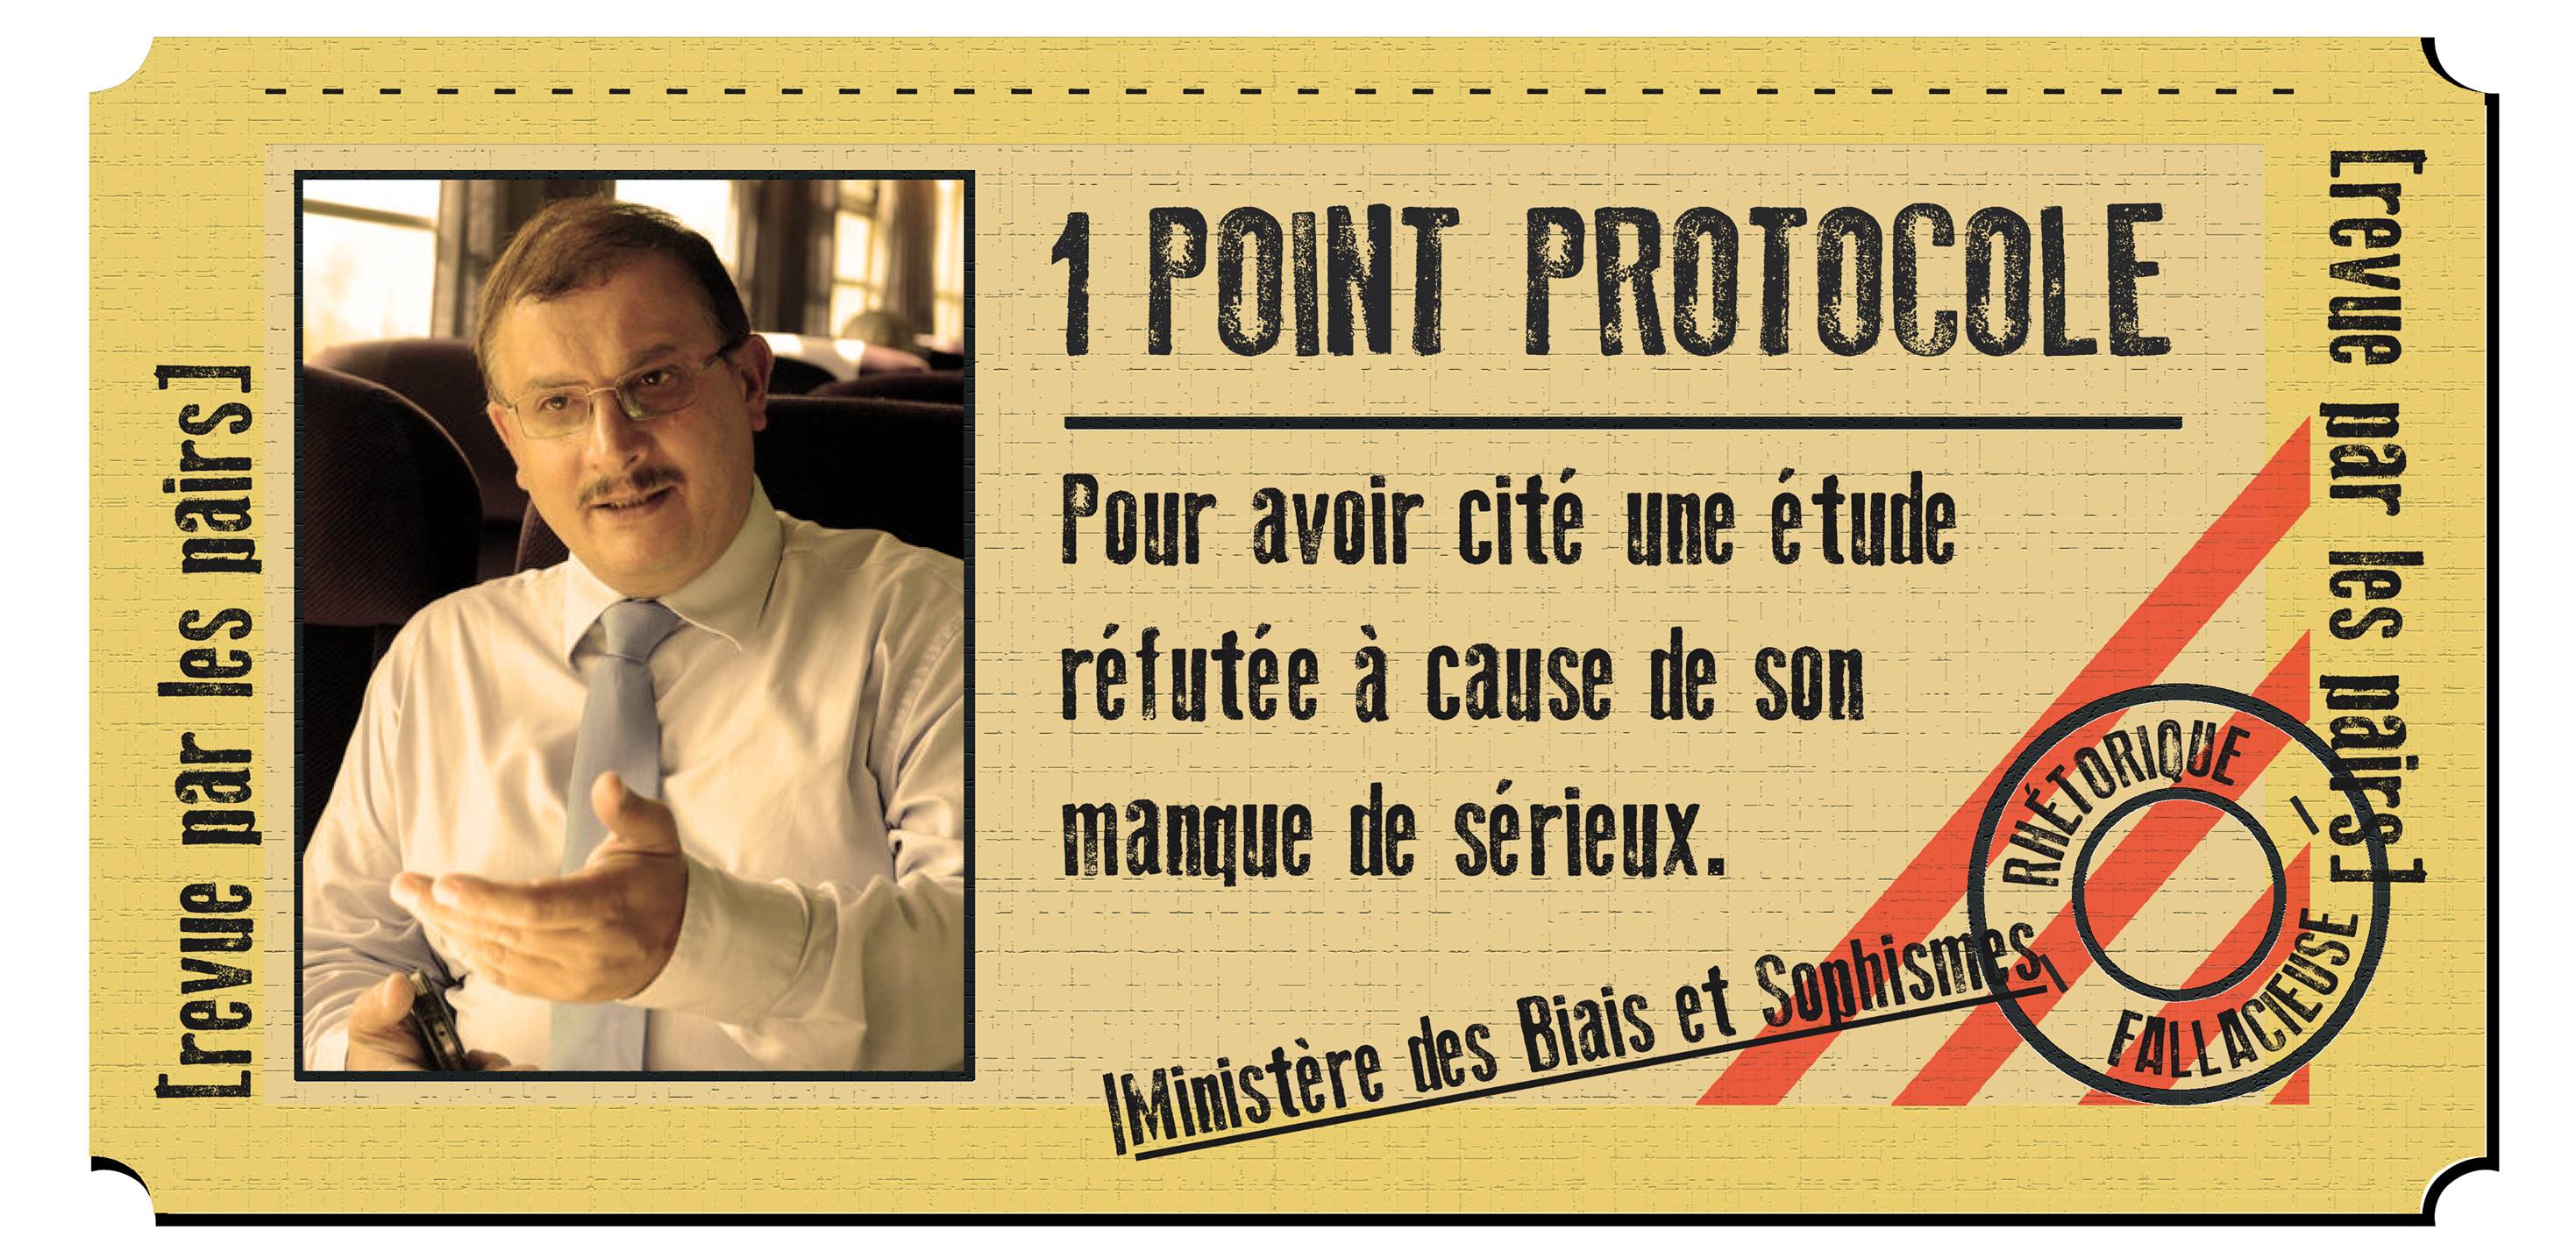 [revue par les pairs]
1 POINT PROTOCOLE
Pour avoir cité une étude
réfutée à cause de son
manque de sérieux.
|Ministère des Biais et Sophismes|
RHÉTORIQUE
FALLACIEUSE
[revue par les pairs]